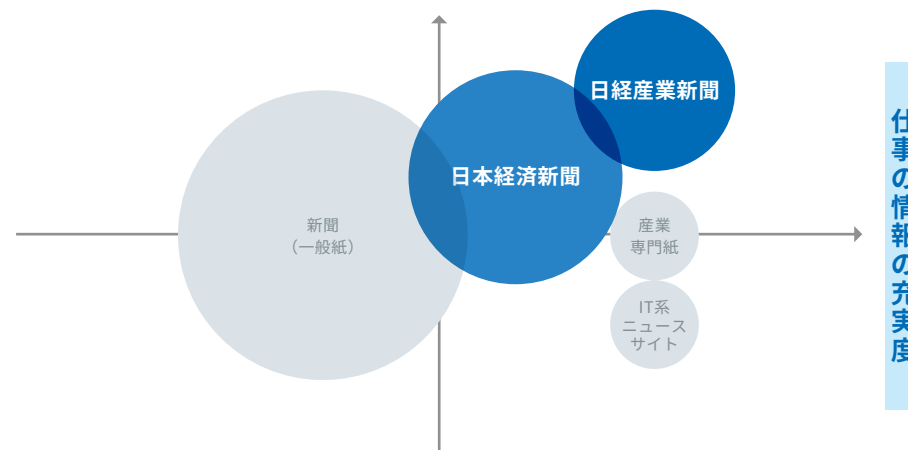 日経産業新聞
日本経済新聞
新聞
（一般紙）
産業
専門紙
IT系
ニュース
サイト
仕事の情報の充実度